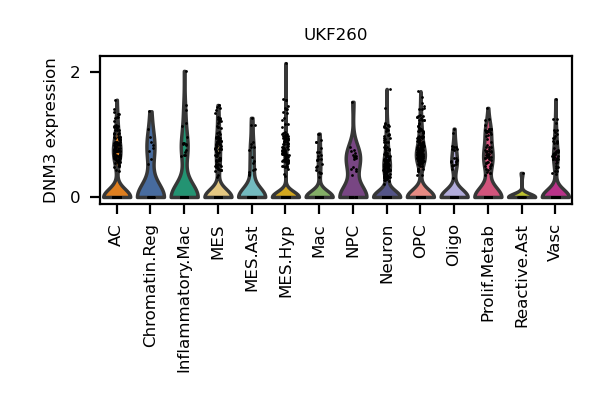 UKF260
DNM3 expression
2
0
AC
Chromatin.Reg
Inflammatory.Mac
MES
MES.Ast
MES.Hyp
Mac
NPC
Neuron
OPC
Oligo
Prolif.Metab
Reactive.Ast
Vasc